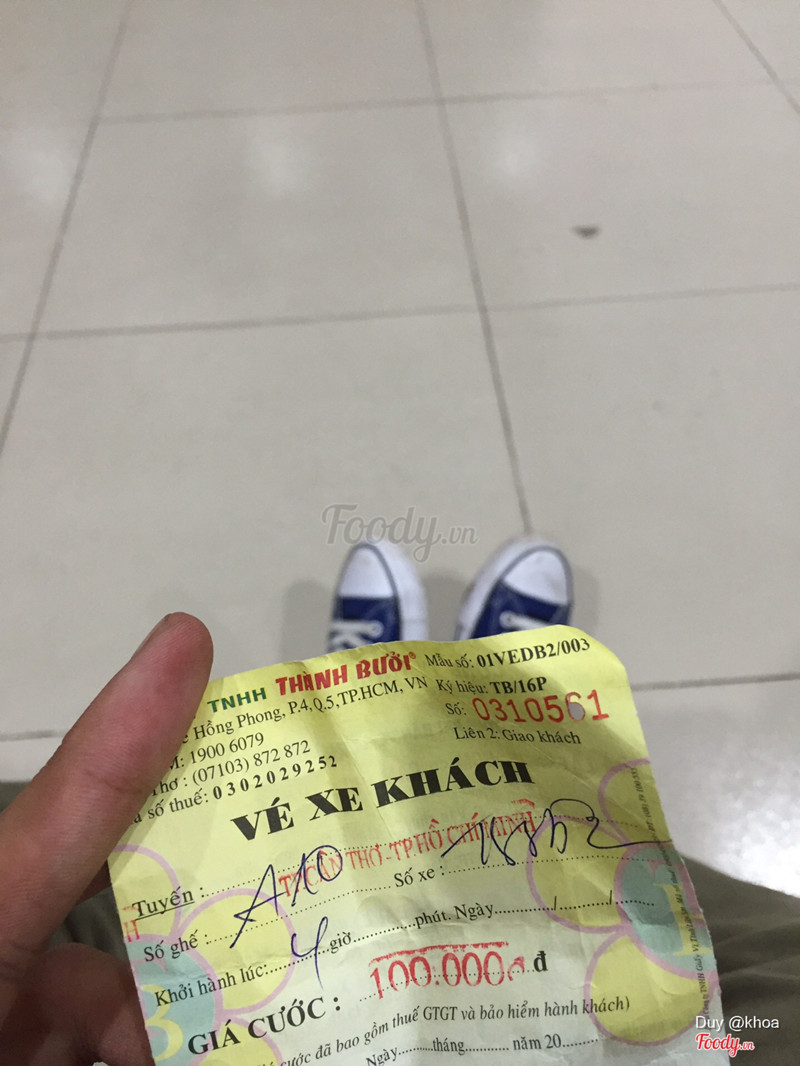 Foody.vn
TNHH THÀNH BƯỞI® Mẫu số: 01VEDB2/003
Hồng Phong, P.4, Q.5, TP.HCM, VN Ký hiệu: TB/16P
M: 1900 6079 Số: 0310561
Thơ: (07103) 872 872 Liên 2: Giao khách
số thuế: 0302029252
VÉ XE KHÁCH
Tuyến: CẦN THƠ-TP.HỒ CHÍ MINH
Số ghế: A10 Số xe:
Khởi hành lúc: 4 giờ phút. Ngày / /
GIÁ CƯỚC: 100.000 đ
cước đã bao gồm thuế GTGT và bảo hiểm hành khách)
Ngày tháng năm 20
Duy @khoa
Foody.vn